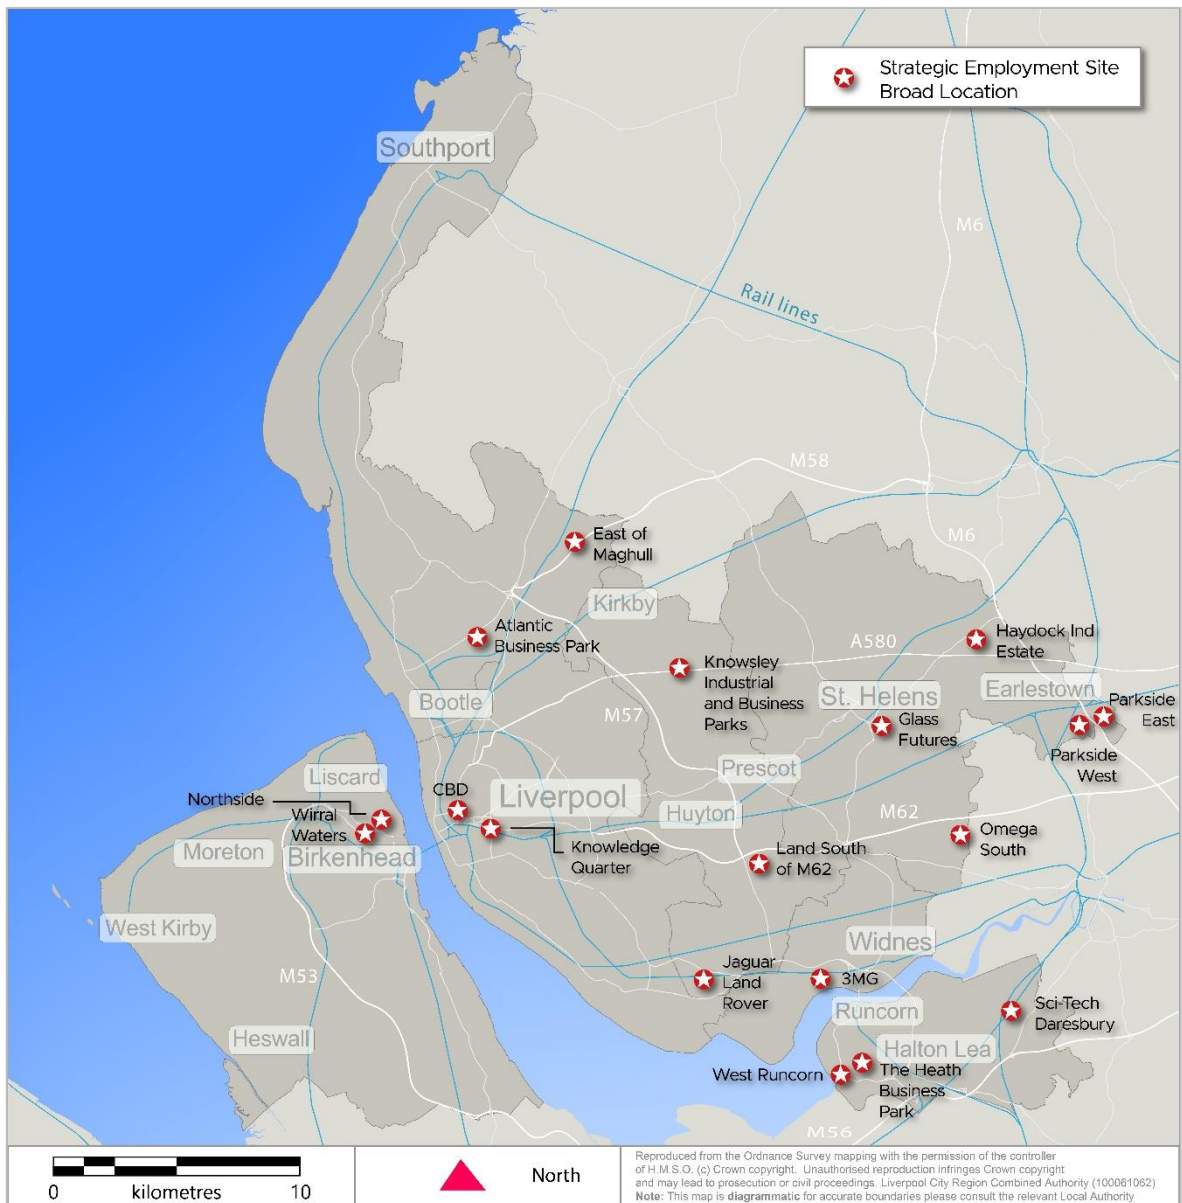 Strategic Employment Site
Broad Location
Southport
M6
Rail lines
M58
East of
Maghull
M6
Kirkby
Atlantic
Business Park
A580
Haydock Ind
Estate
Knowsley
Industrial
and Business
Parks
St. Helens
Earlestown
Parkside
East
Bootle
M57
Glass
Futures
Parkside
West
Prescot
Liscard
Northside
CBD
Liverpool
Huyton
M62
Wirral
Waters
Omega
South
Moreton
Birkenhead
Knowledge
Quarter
Land South
of M62
West Kirby
Widnes
M53
Jaguar
Land
Rover
3MG
Runcorn
Sci-Tech
Daresbury
Heswall
Halton Lea
West Runcorn
The Heath
Business
Park
M56
0 kilometres 10
North
Reproduced from the Ordnance Survey mapping with the permission of the controller
of H.M.S.O. (c) Crown copyright. Unauthorised reproduction infringes Crown copyright
and may lead to prosecution or civil proceedings. Liverpool City Region Combined Authority (100061062)
Note: This map is diagrammatic for accurate boundaries please consult the relevant Local Authority